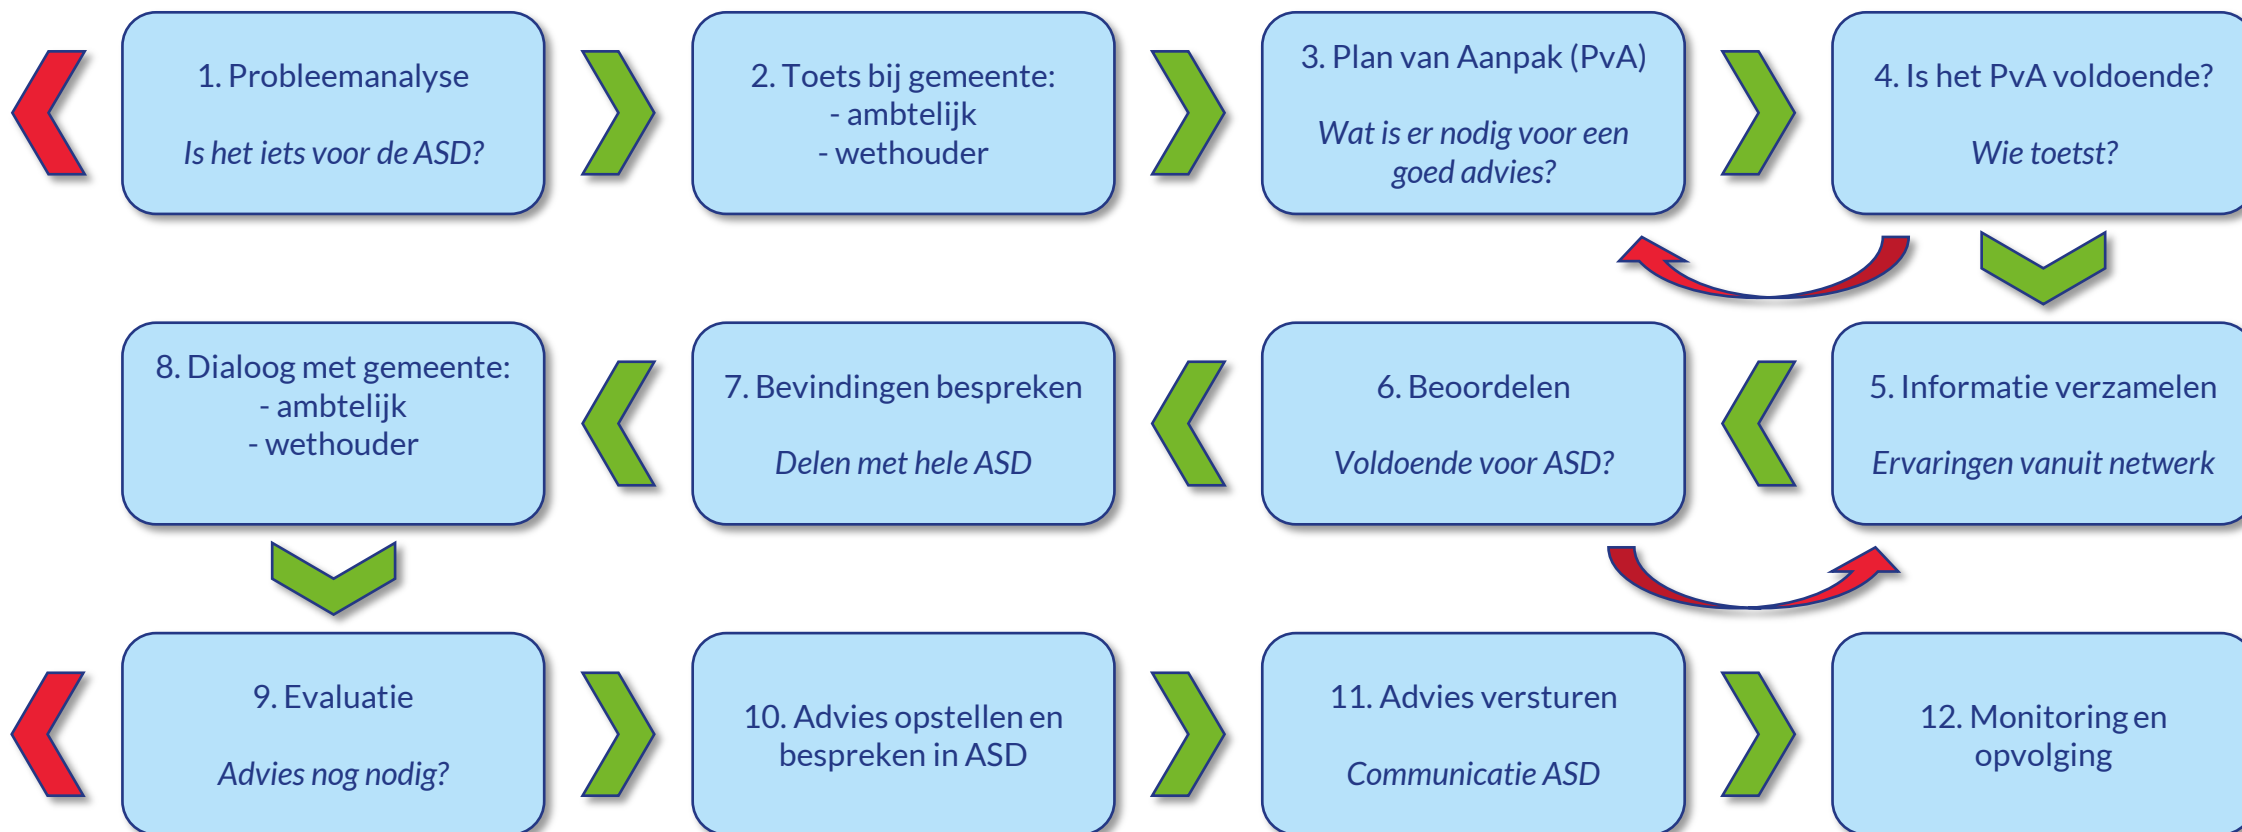 1. Probleemanalyse
Is het iets voor de ASD?
2. Toets bij gemeente:
- ambtelijk
- wethouder
3. Plan van Aanpak (PvA)
Wat is er nodig voor een
goed advies?
4. Is het PvA voldoende?
Wie toetst?
8. Dialoog met gemeente:
- ambtelijk
- wethouder
7. Bevindingen bespreken
Delen met hele ASD
6. Beoordelen
Voldoende voor ASD?
5. Informatie verzamelen
Ervaringen vanuit netwerk
9. Evaluatie
Advies nog nodig?
10. Advies opstellen en
bespreken in ASD
11. Advies versturen
Communicatie ASD
12. Monitoring en
opvolging